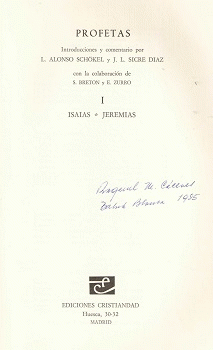 PROFETAS
Introducciones y comentario por
L. ALONSO SCHÖKEL y J. L. SICRE DIAZ
con la colaboración de
S. BRETON y E. ZURRO
I
ISAIAS * JEREMIAS
M. Cáceres
Blanca 1985
EDICIONES CRISTIANDAD
Huesca, 30-32
MADRID